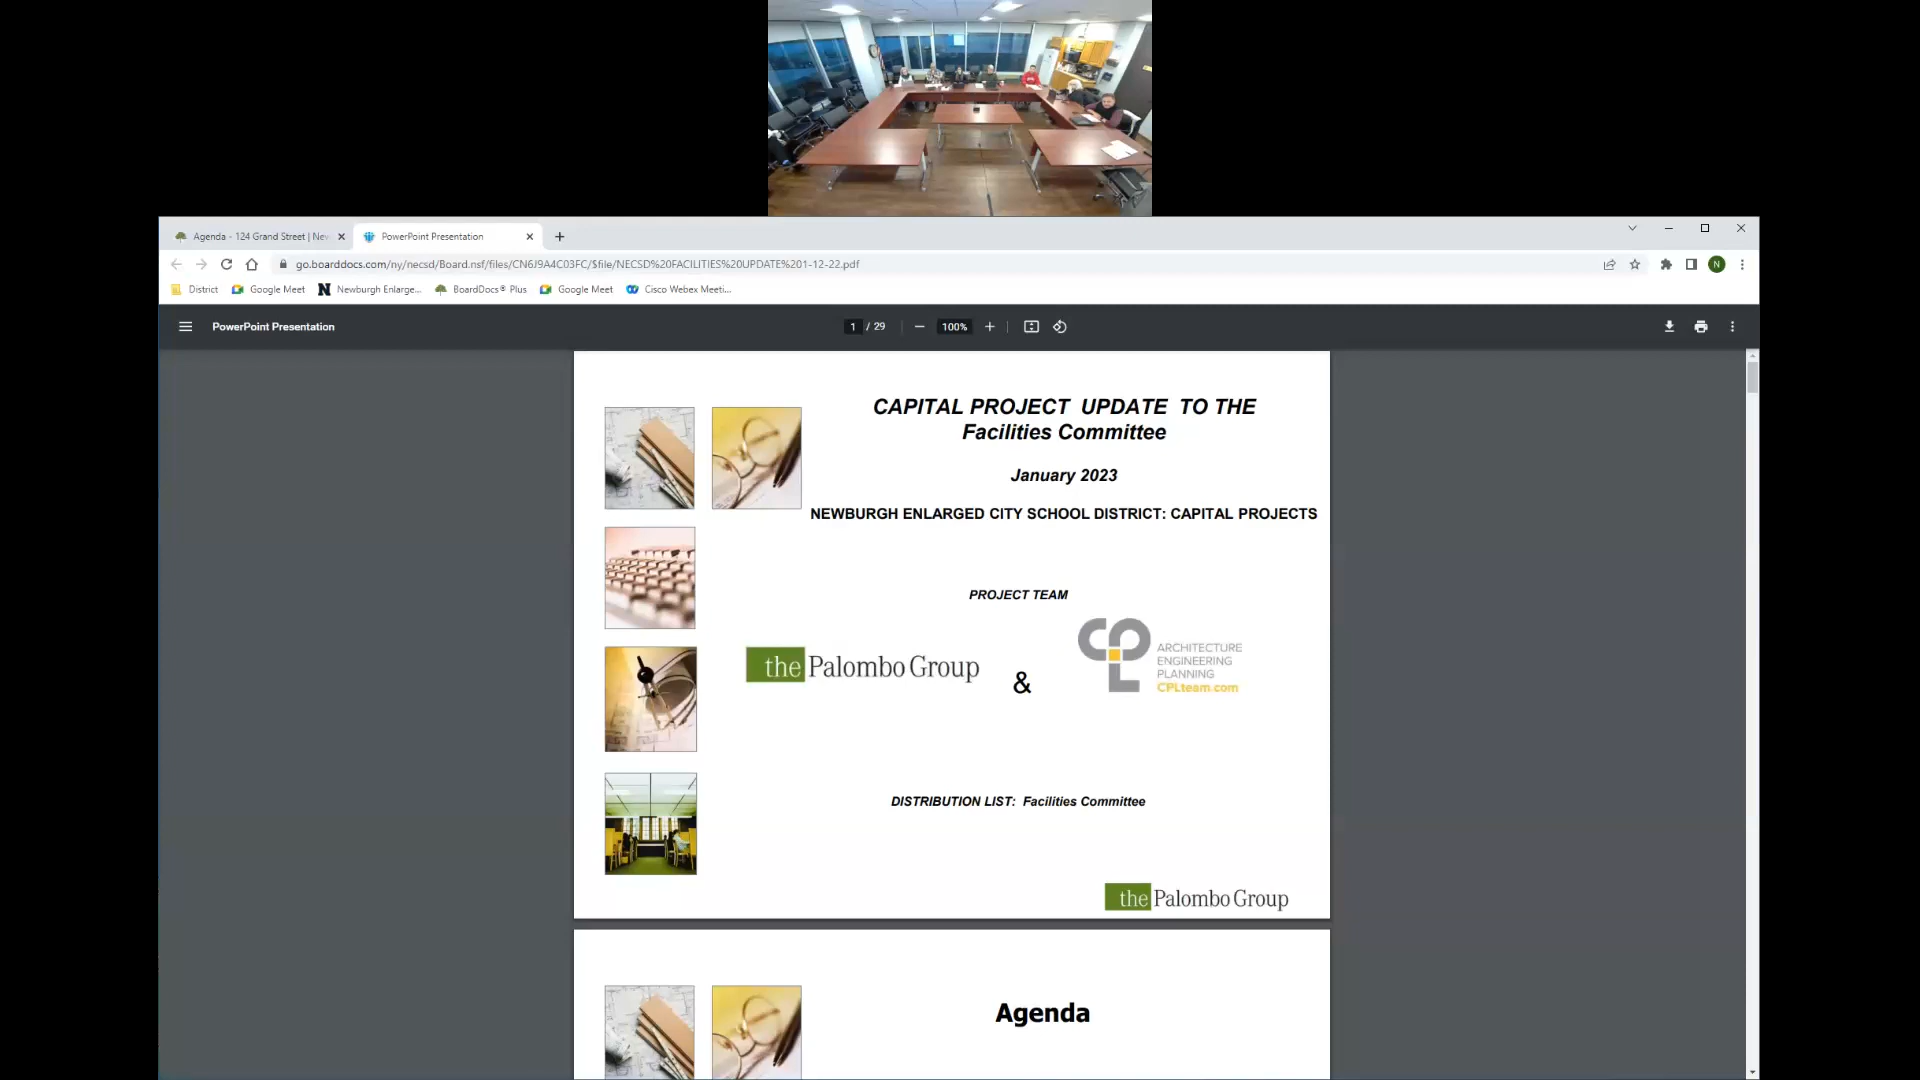 Agenda - 124 Grand Street | New
PowerPoint Presentation
go.boarddocs.com/ny/necsd/Board.nsf/files/CN6J9A4C03FC/$file/NECSD%20FACILITIES%20UPDATE%201-12-22.pdf
N
District
Google Meet
Newburgh Enlarge...
BoardDocs® Plus
Google Meet
Cisco Webex Meeti...
PowerPoint Presentation
1 / 29
100%
CAPITAL PROJECT UPDATE TO THE
Facilities Committee
January 2023
NEWBURGH ENLARGED CITY SCHOOL DISTRICT: CAPITAL PROJECTS
PROJECT TEAM
the Palombo Group
&
CPL
ARCHITECTURE
ENGINEERING
PLANNING
CPLteam.com
DISTRIBUTION LIST: Facilities Committee
the Palombo Group
Agenda